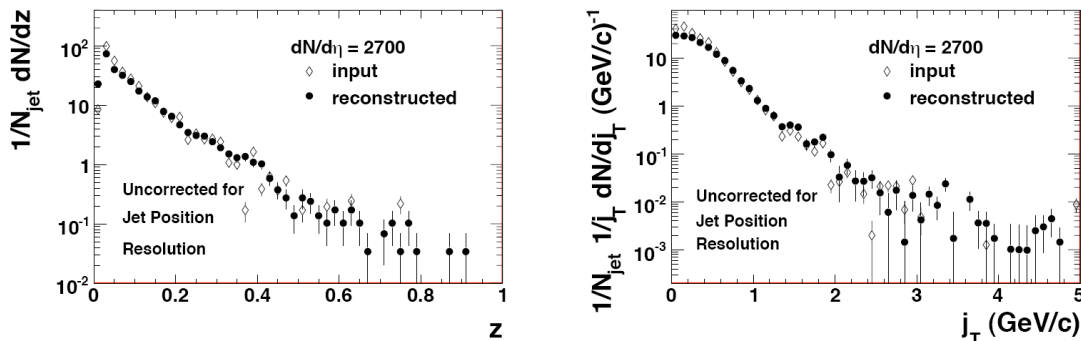 1/N_jet dN/dz
10²
10
1
10⁻¹
10⁻²
dN/dη = 2700
input
reconstructed
Uncorrected for
Jet Position
Resolution
0 0.2 0.4 0.6 0.8 1
z
1/N_jet 1/j_T dN/dj_T (GeV/c)⁻¹
10
1
10⁻¹
10⁻²
10⁻³
dN/dη = 2700
input
reconstructed
Uncorrected for
Jet Position
Resolution
0 1 2 3 4 5
j_T (GeV/c)